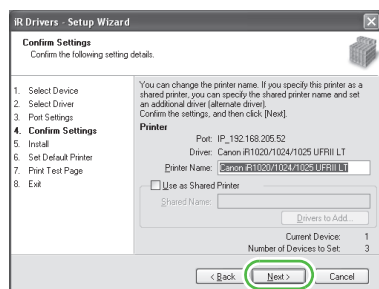 iR Drivers - Setup Wizard
Confirm Settings
Confirm the following setting details.
1. Select Device
2. Select Driver
3. Port Settings
4. Confirm Settings
5. Install
6. Set Default Printer
7. Print Test Page
8. Exit
You can change the printer name. If you specify this printer as a
shared printer, you can specify the shared printer name and set
an additional driver (alternate driver).
Confirm the settings, and then click [Next].
Printer
Port: IP_192.168.205.52
Driver: Canon iR1020/1024/1025 UFRII LT
Printer Name: Canon iR1020/1024/1025 UFRII LT
Use as Shared Printer
Shared Name:
Drivers to Add...
Current Device: 1
Number of Devices to Set: 3
< Back Next > Cancel